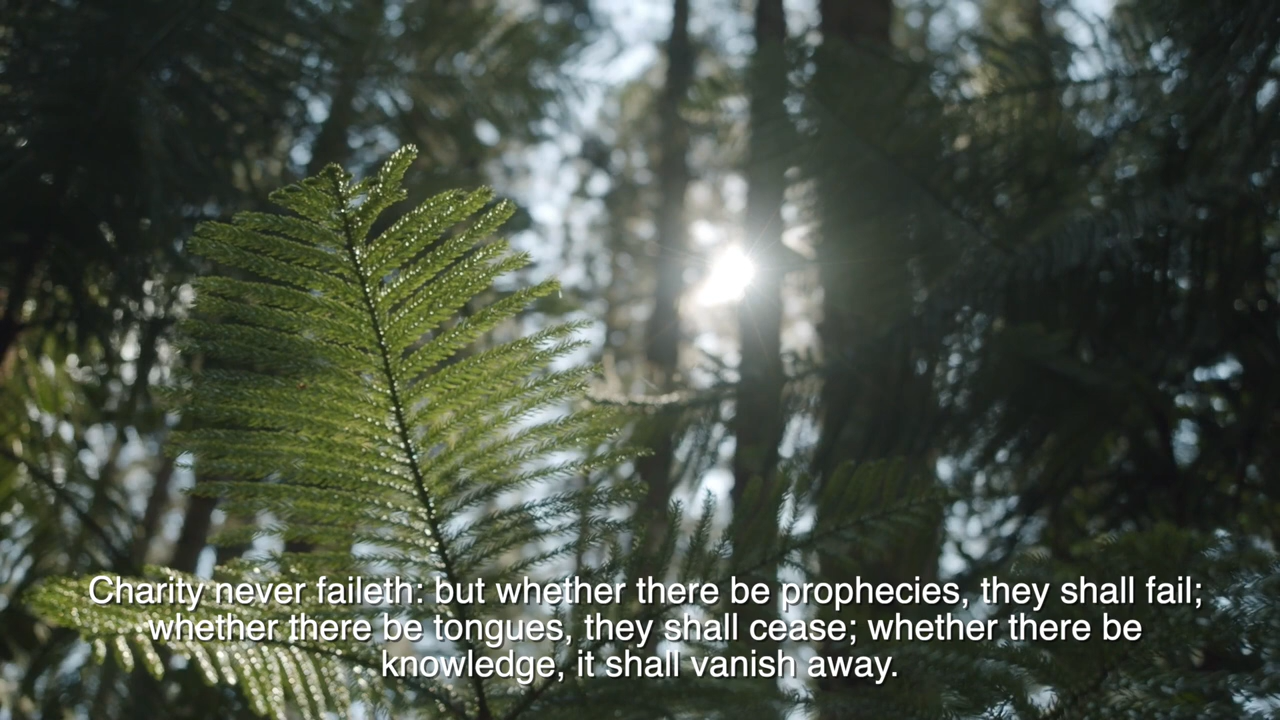 Charity never faileth: but whether there be prophecies, they shall fail;
whether there be tongues, they shall cease; whether there be
knowledge, it shall vanish away.